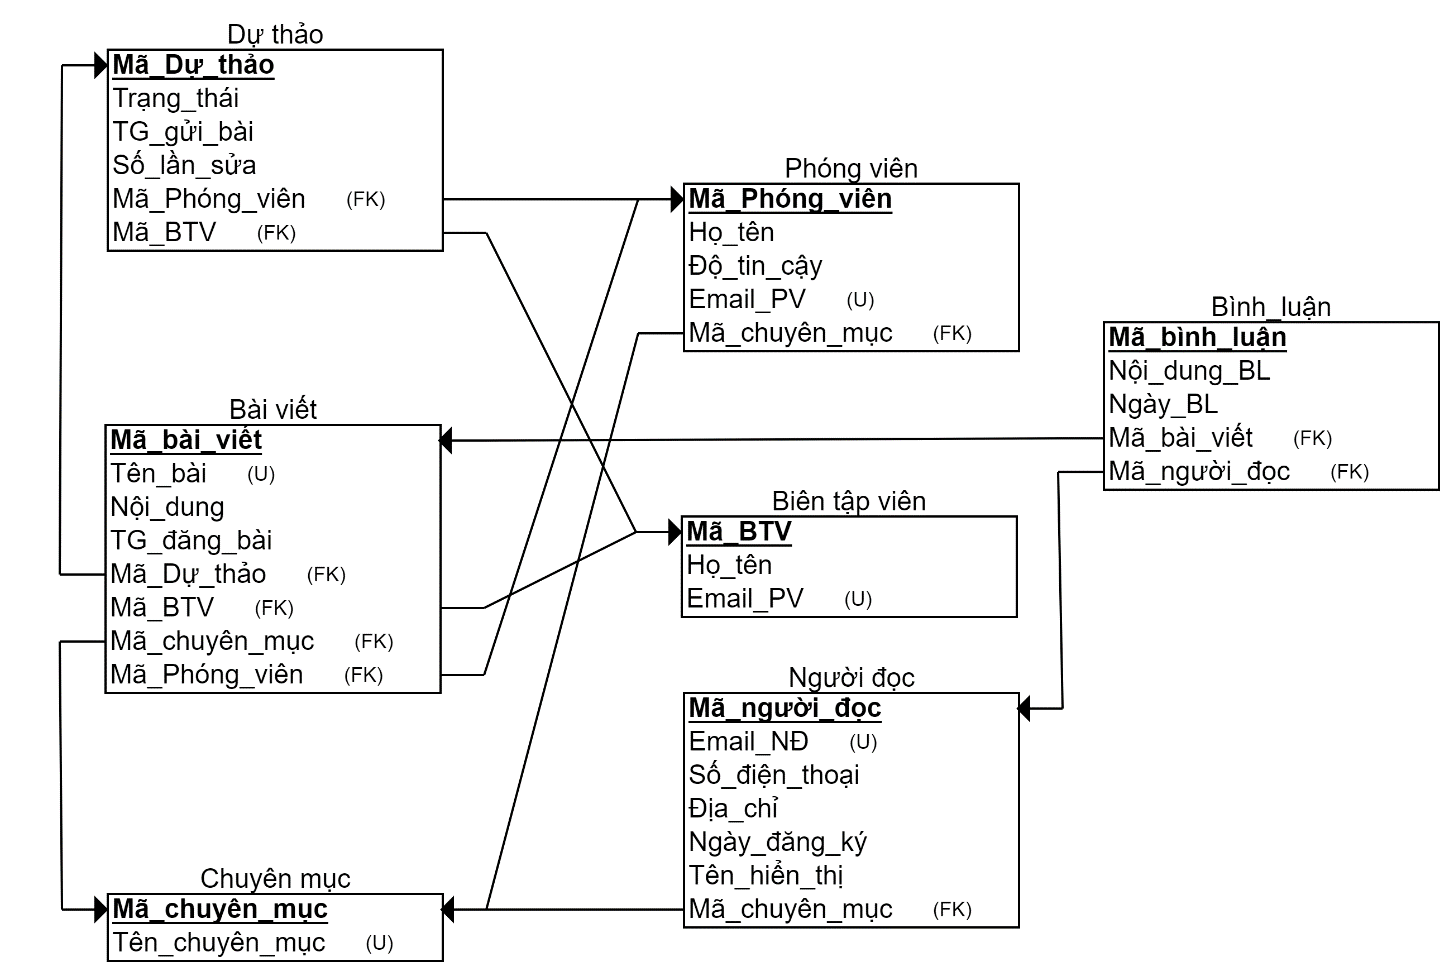 Dự thảo
Mã_Dự_thảo
Trạng_thái
TG_gửi_bài
Số_lần_sửa
Mã_Phóng_viên (FK)
Mã_BTV (FK)
Phóng viên
Mã_Phóng_viên
Họ_tên
Độ_tin_cậy
Email_PV (U)
Mã_chuyên_mục (FK)
Bình_luận
Mã_bình_luận
Nội_dung_BL
Ngày_BL
Mã_bài_viết (FK)
Mã_người_đọc (FK)
Bài viết
Mã_bài_viết
Tên_bài (U)
Nội_dung
TG_đăng_bài
Mã_Dự_thảo (FK)
Mã_BTV (FK)
Mã_chuyên_mục (FK)
Mã_Phóng_viên (FK)
Biên tập viên
Mã_BTV
Họ_tên
Email_PV (U)
Người đọc
Mã_người_đọc
Email_NĐ (U)
Số_điện_thoại
Địa_chỉ
Ngày_đăng_ký
Tên_hiển_thị
Mã_chuyên_mục (FK)
Chuyên mục
Mã_chuyên_mục
Tên_chuyên_mục (U)